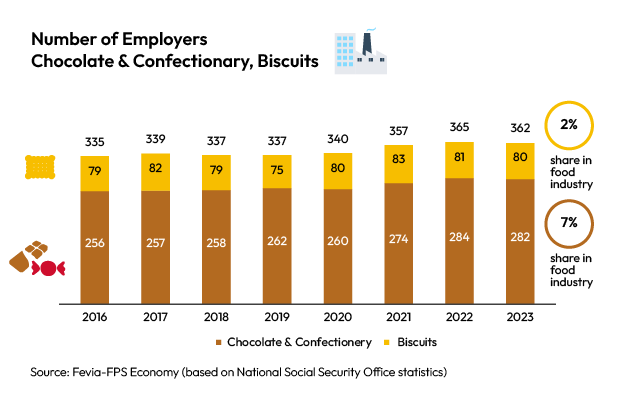 Number of Employers
Chocolate & Confectionary, Biscuits
335 339 337 337 340 357 365 362
79 82 79 75 80 83 81 80
256 257 258 262 260 274 284 282
2%
share in
food
industry
7%
share in
food
industry
2016 2017 2018 2019 2020 2021 2022 2023
Chocolate & Confectionery Biscuits
Source: Fevia-FPS Economy (based on National Social Security Office statistics)